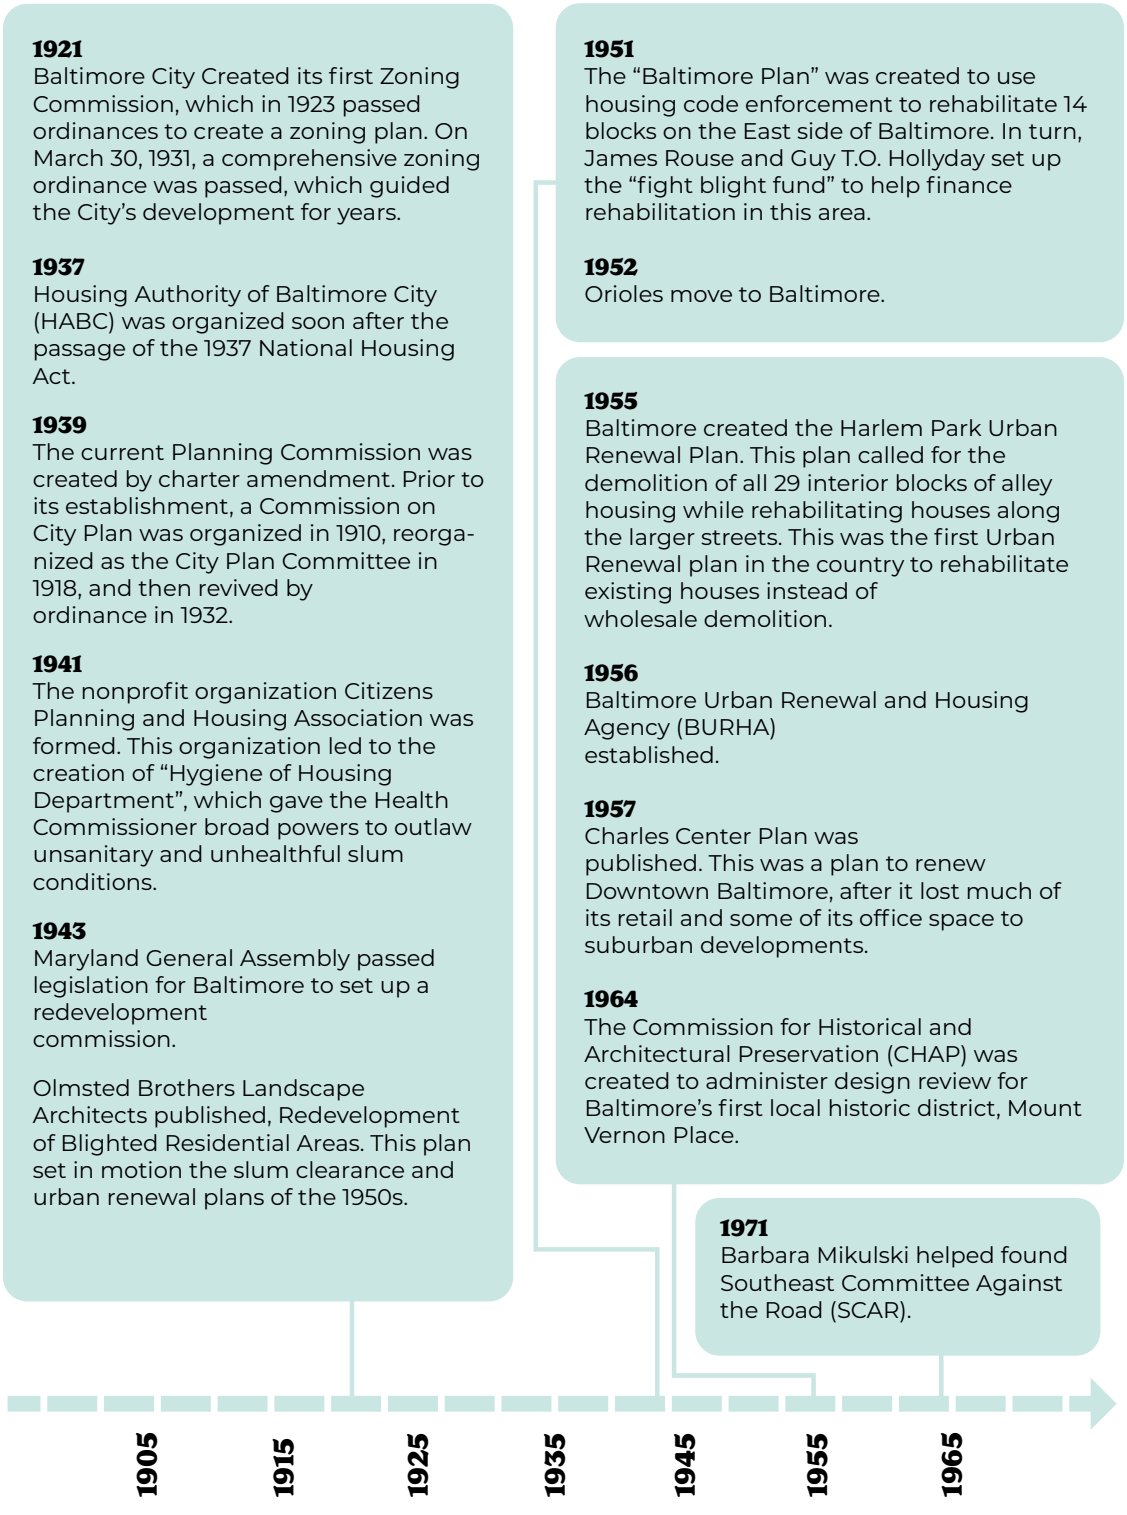 1921
Baltimore City Created its first Zoning
Commission, which in 1923 passed
ordinances to create a zoning plan. On
March 30, 1931, a comprehensive zoning
ordinance was passed, which guided
the City’s development for years.
1937
Housing Authority of Baltimore City
(HABC) was organized soon after the
passage of the 1937 National Housing
Act.
1939
The current Planning Commission was
created by charter amendment. Prior to
its establishment, a Commission on
City Plan was organized in 1910, reorga-
nized as the City Plan Committee in
1918, and then revived by
ordinance in 1932.
1941
The nonprofit organization Citizens
Planning and Housing Association was
formed. This organization led to the
creation of “Hygiene of Housing
Department”, which gave the Health
Commissioner broad powers to outlaw
unsanitary and unhealthful slum
conditions.
1943
Maryland General Assembly passed
legislation for Baltimore to set up a
redevelopment
commission.
Olmsted Brothers Landscape
Architects published, Redevelopment
of Blighted Residential Areas. This plan
set in motion the slum clearance and
urban renewal plans of the 1950s.
1951
The “Baltimore Plan” was created to use
housing code enforcement to rehabilitate 14
blocks on the East side of Baltimore. In turn,
James Rouse and Guy T.O. Hollyday set up
the “fight blight fund” to help finance
rehabilitation in this area.
1952
Orioles move to Baltimore.
1955
Baltimore created the Harlem Park Urban
Renewal Plan. This plan called for the
demolition of all 29 interior blocks of alley
housing while rehabilitating houses along
the larger streets. This was the first Urban
Renewal plan in the country to rehabilitate
existing houses instead of
wholesale demolition.
1956
Baltimore Urban Renewal and Housing
Agency (BURHA)
established.
1957
Charles Center Plan was
published. This was a plan to renew
Downtown Baltimore, after it lost much of
its retail and some of its office space to
suburban developments.
1964
The Commission for Historical and
Architectural Preservation (CHAP) was
created to administer design review for
Baltimore’s first local historic district, Mount
Vernon Place.
1971
Barbara Mikulski helped found
Southeast Committee Against
the Road (SCAR).
1905
1915
1925
1935
1945
1955
1965